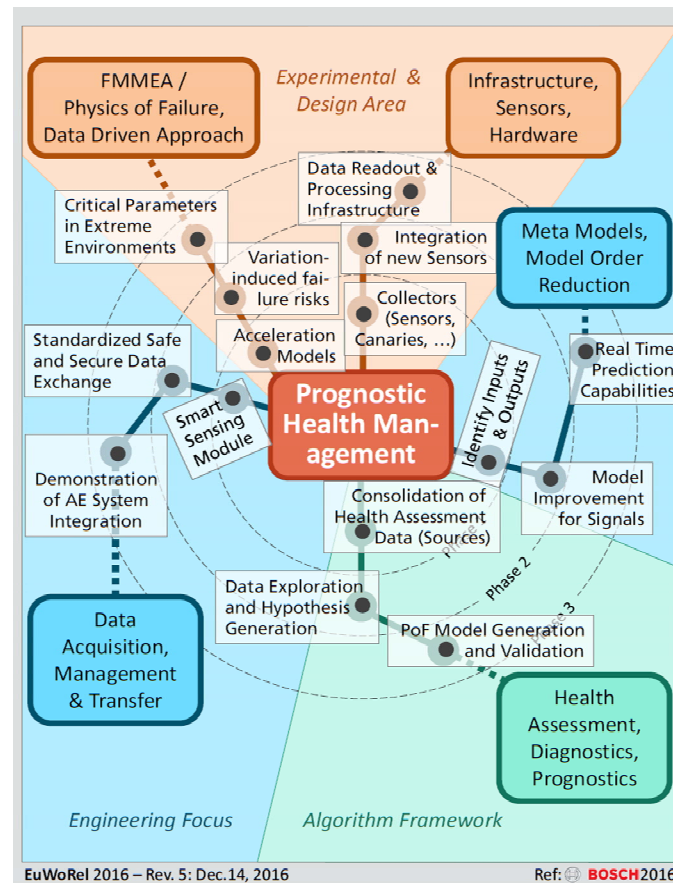 FMMEA /
Physics of Failure,
Data Driven Approach
Experimental &
Design Area
Infrastructure,
Sensors,
Hardware
Data Readout &
Processing
Infrastructure
Critical Parameters
in Extreme
Environments
Integration
of new Sensors
Meta Models,
Model Order
Reduction
Variation-
induced fai-
lure risks
Collectors
(Sensors,
Canaries, ...)
Acceleration
Models
Standardized Safe
and Secure Data
Exchange
Real Time
Prediction
Capabilities
Smart
Sensing
Module
Prognostic
Health Man-
agement
Identify Inputs
& Outputs
Demonstration
of AE System
Integration
Model
Improvement
for Signals
Consolidation of
Health Assessment
Data (Sources)
Phase
Phase 2
Phase 3
Data Exploration
and Hypothesis
Generation
PoF Model Generation
and Validation
Data
Acquisition,
Management
& Transfer
Health
Assessment,
Diagnostics,
Prognostics
Engineering Focus
Algorithm Framework
EuWoRel 2016 – Rev. 5: Dec.14, 2016
Ref: BOSCH2016